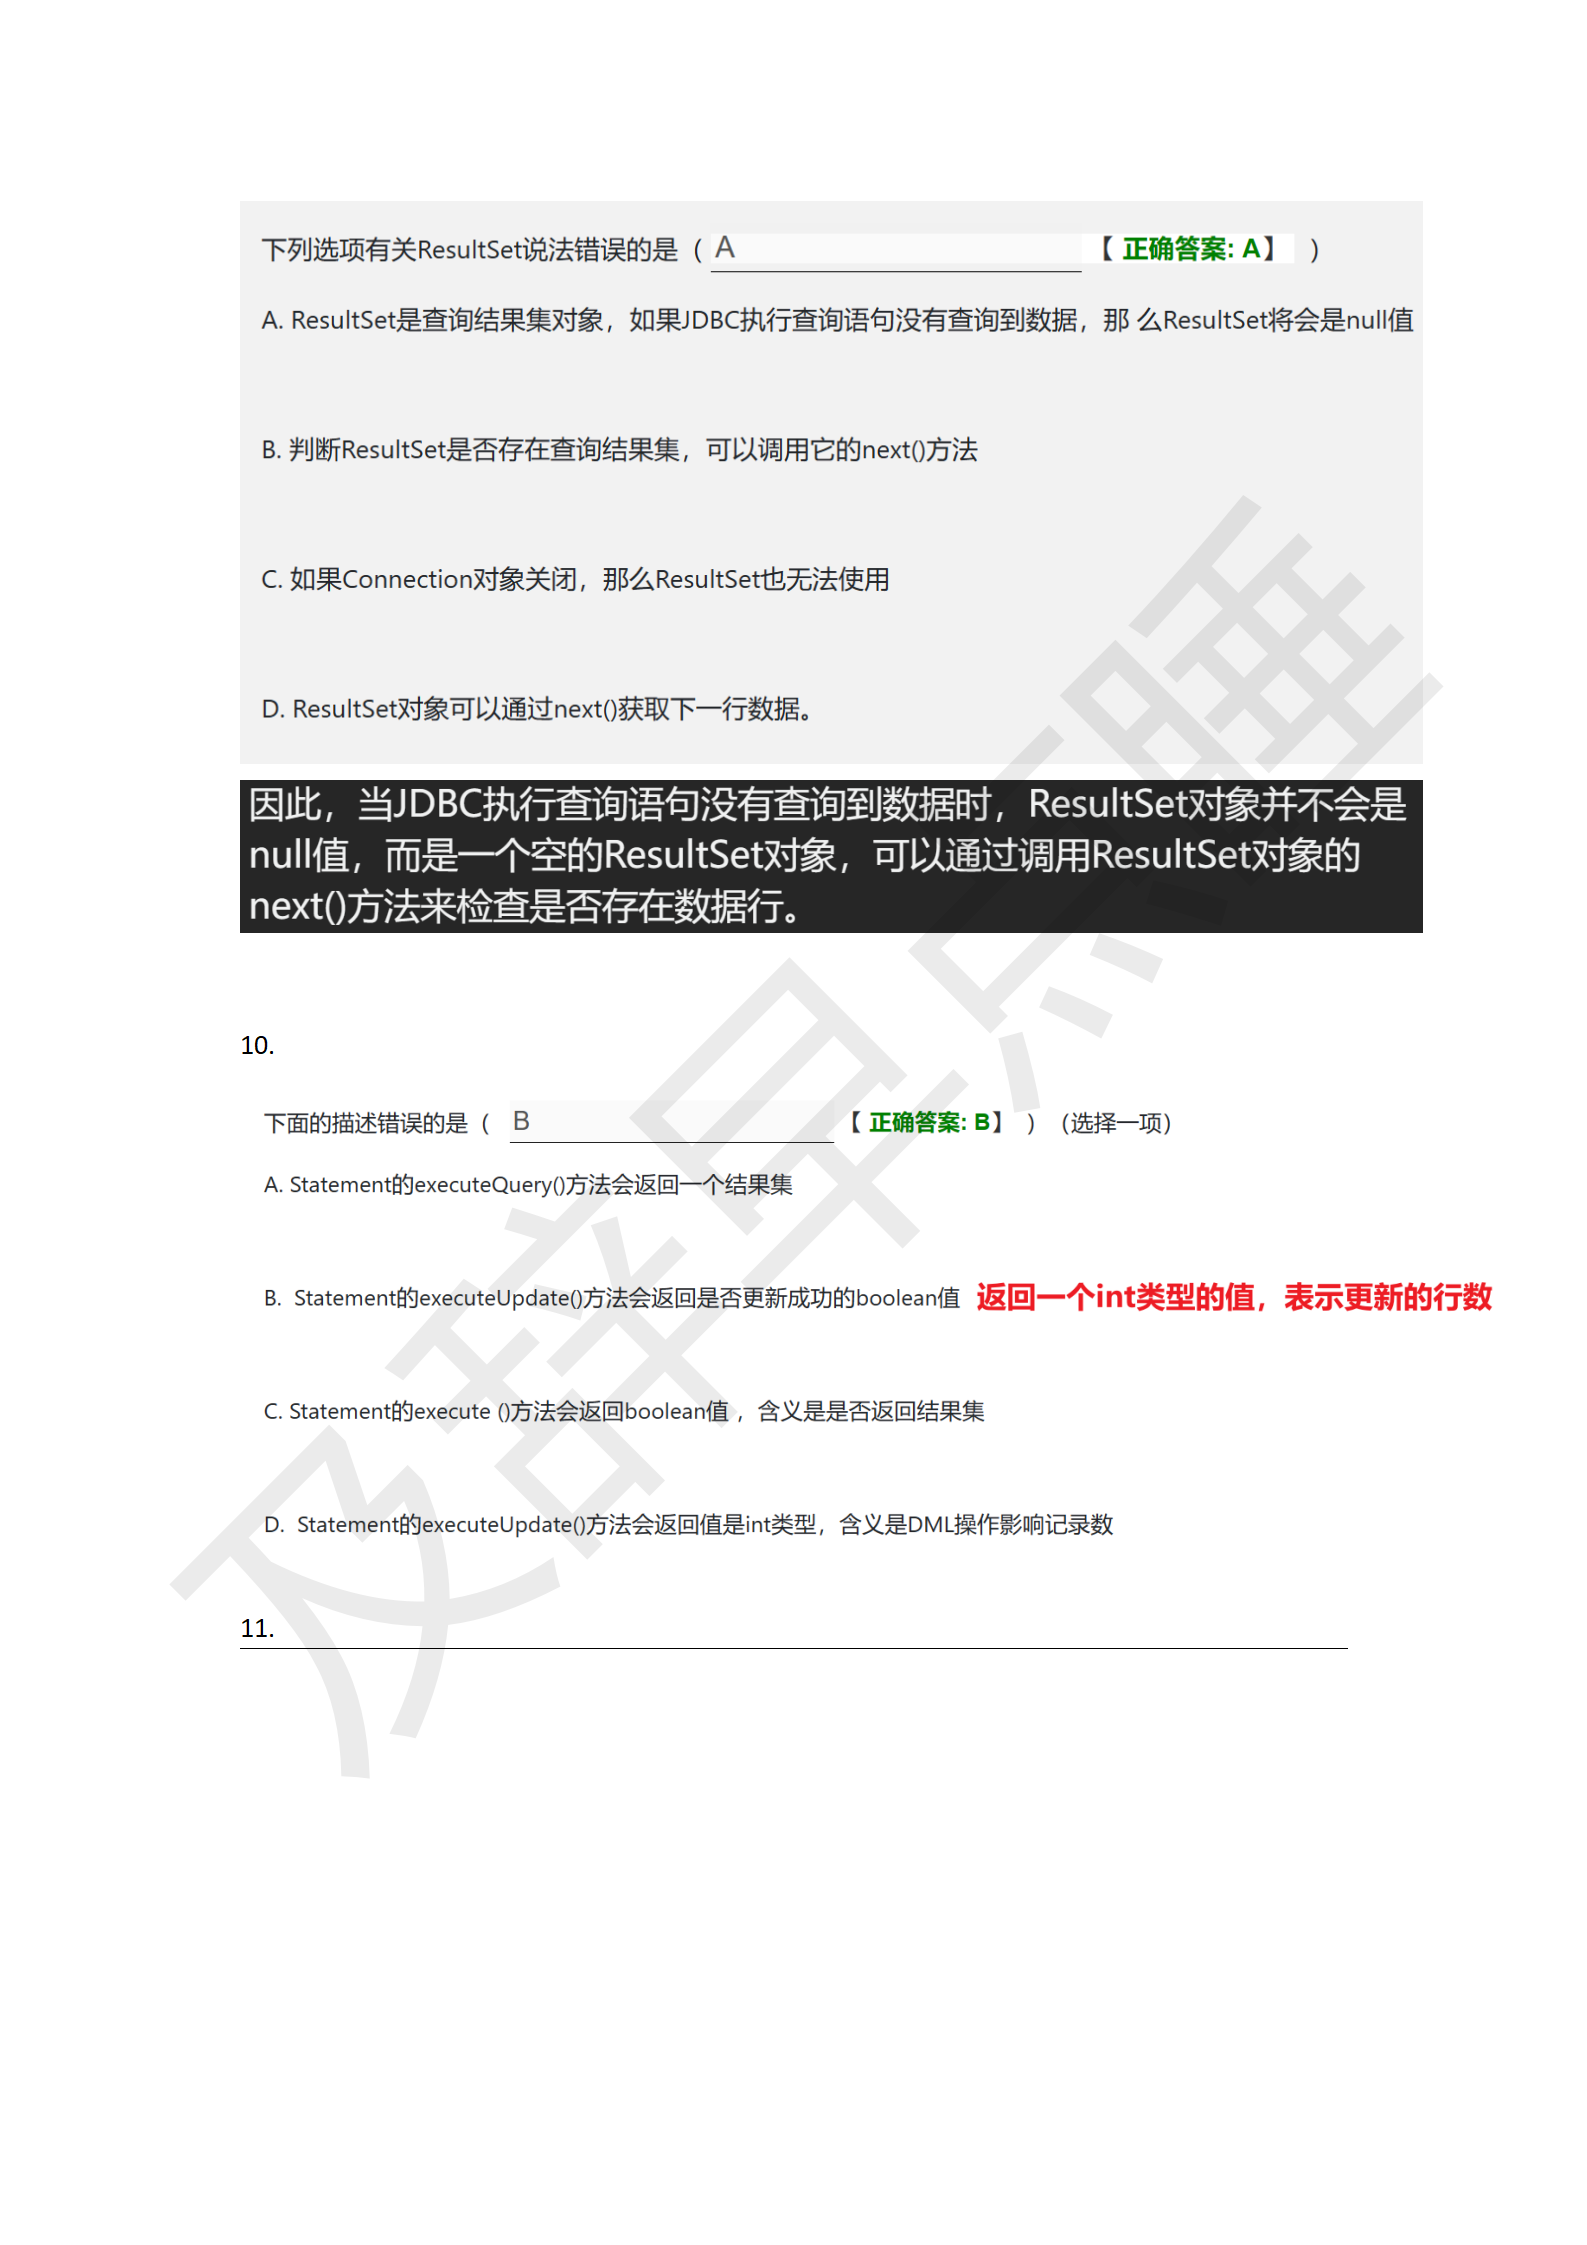 下列选项有关ResultSet说法错误的是（ A 【 正确答案: A】 ）
A. ResultSet是查询结果集对象，如果JDBC执行查询语句没有查询到数据，那 么ResultSet将会是null值
B. 判断ResultSet是否存在查询结果集，可以调用它的next()方法
C. 如果Connection对象关闭，那么ResultSet也无法使用
D. ResultSet对象可以通过next()获取下一行数据。
因此，当JDBC执行查询语句没有查询到数据时，ResultSet对象并不会是
null值，而是一个空的ResultSet对象，可以通过调用ResultSet对象的
next()方法来检查是否存在数据行。
10.
下面的描述错误的是（ B 【 正确答案: B】 ）（选择一项）
A. Statement的executeQuery()方法会返回一个结果集
B. Statement的executeUpdate()方法会返回是否更新成功的boolean值 返回一个int类型的值，表示更新的行数
C. Statement的execute ()方法会返回boolean值 ，含义是是否返回结果集
D. Statement的executeUpdate()方法会返回值是int类型，含义是DML操作影响记录数
11.
及辞早点睡